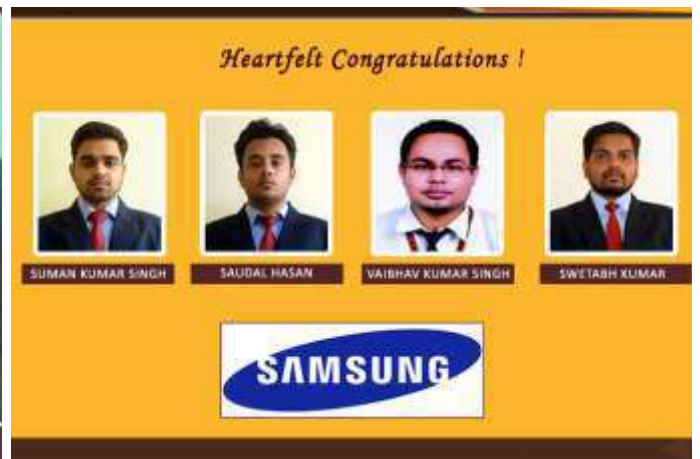 Heartfelt Congratulations !
SUMAN KUMAR SINGH
SAUDAL HASAN
VAIBHAV KUMAR SINGH
SWETABH KUMAR
SAMSUNG